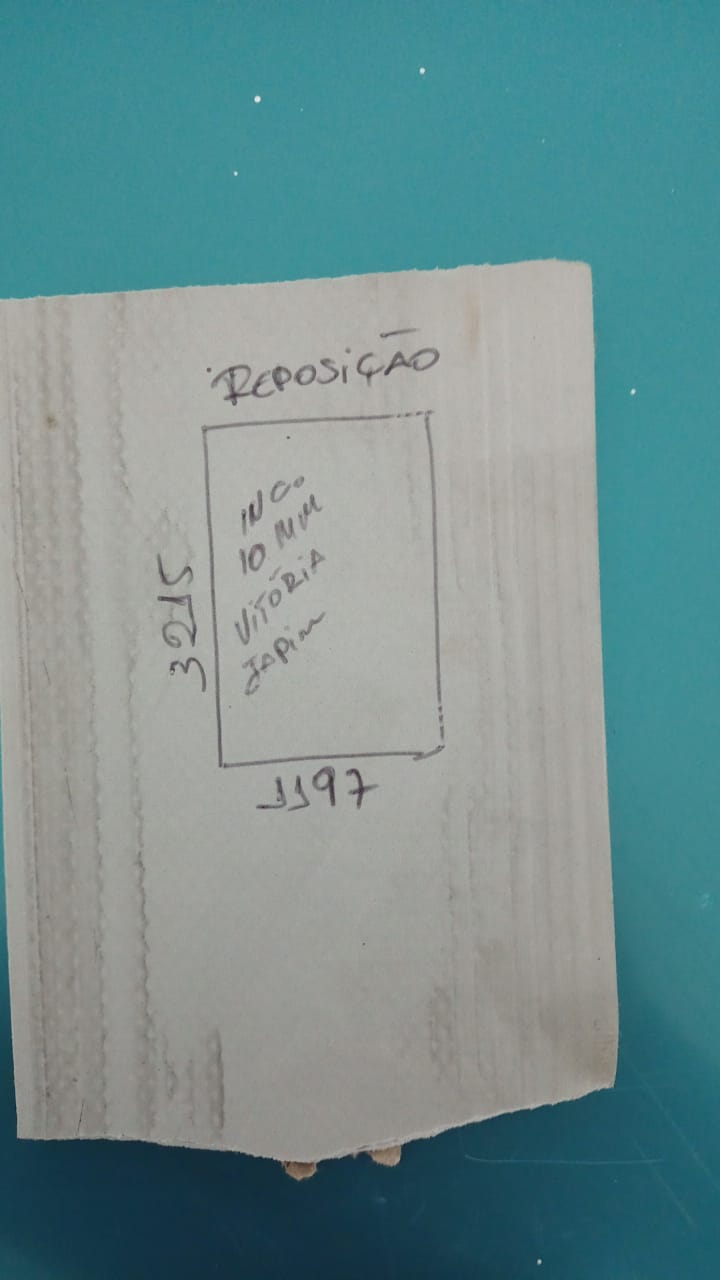 REPOSIÇÃO
INCO
10 MM
VITÓRIA
JAPIM
3215
1197